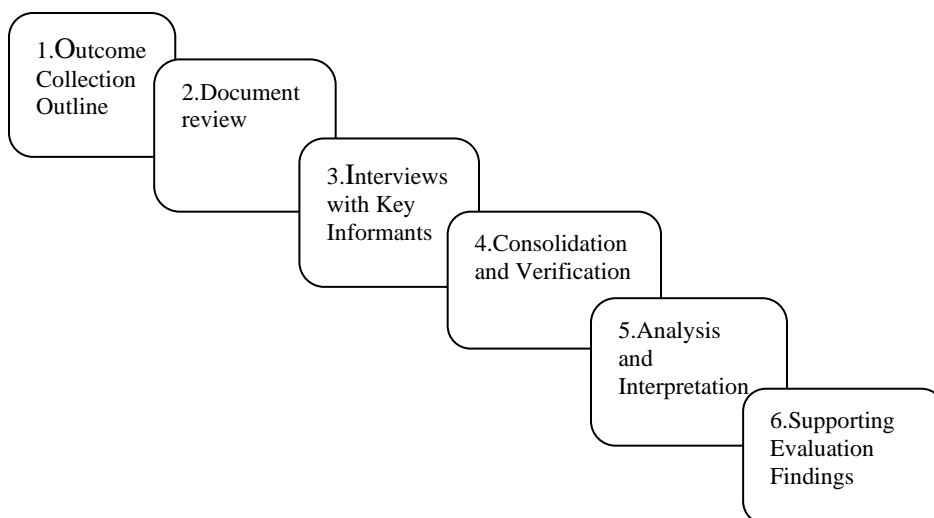 1.Outcome
Collection
Outline
2.Document
review
3.Interviews
with Key
Informants
4.Consolidation
and Verification
5.Analysis
and
Interpretation
6.Supporting
Evaluation
Findings